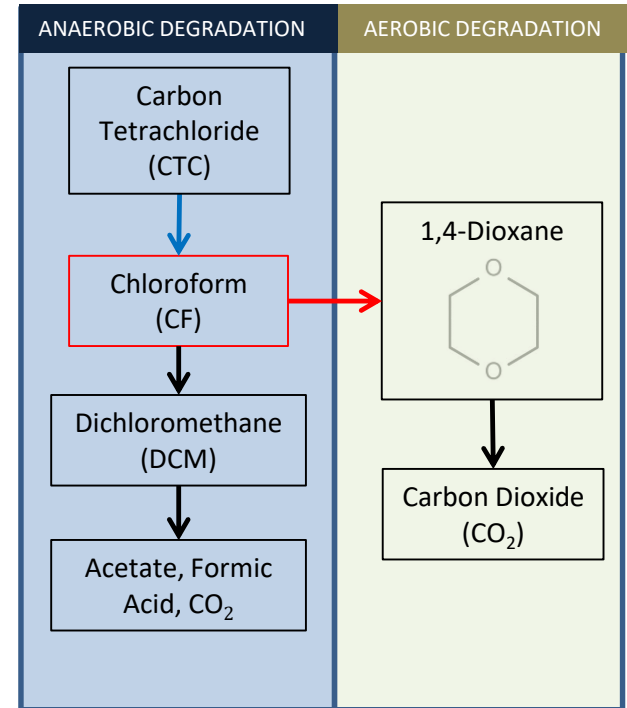 ANAEROBIC DEGRADATION
Carbon
Tetrachloride
(CTC)
Chloroform
(CF)
Dichloromethane
(DCM)
Acetate, Formic
Acid, CO₂
AEROBIC DEGRADATION
1,4-Dioxane
O
O
Carbon Dioxide
(CO₂)